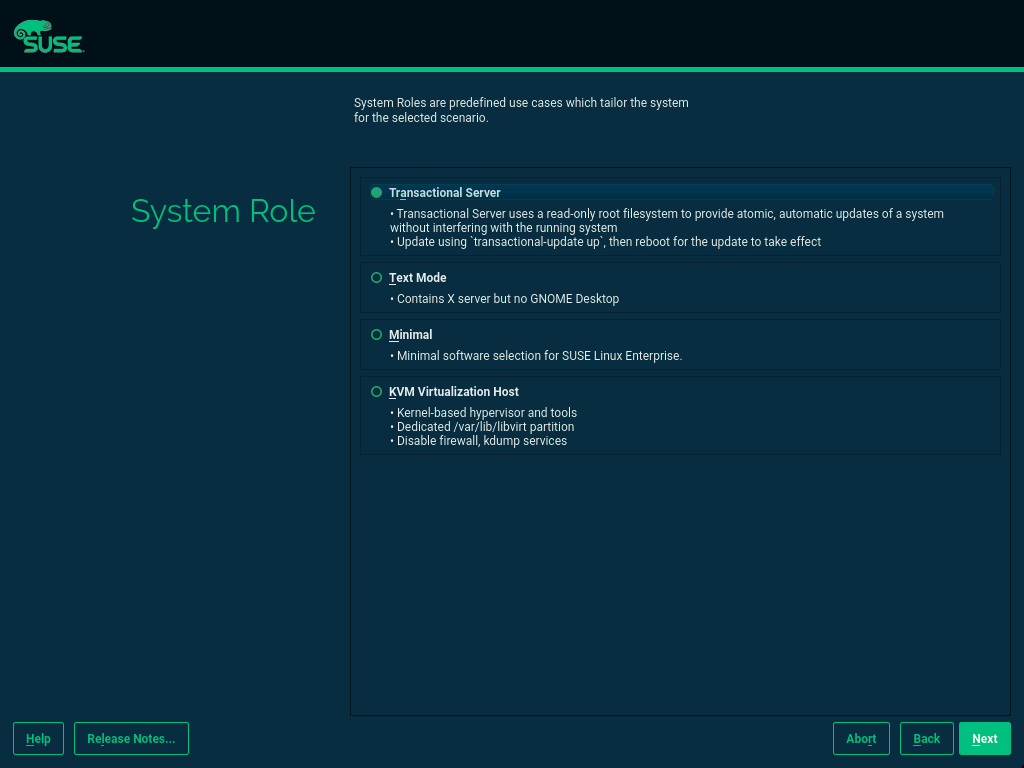 SUSE
System Roles are predefined use cases which tailor the system
for the selected scenario.
System Role
Transactional Server
• Transactional Server uses a read-only root filesystem to provide atomic, automatic updates of a system
without interfering with the running system
• Update using `transactional-update up`, then reboot for the update to take effect
Text Mode
• Contains X server but no GNOME Desktop
Minimal
• Minimal software selection for SUSE Linux Enterprise.
KVM Virtualization Host
• Kernel-based hypervisor and tools
• Dedicated /var/lib/libvirt partition
• Disable firewall, kdump services
Help
Release Notes...
Abort
Back
Next